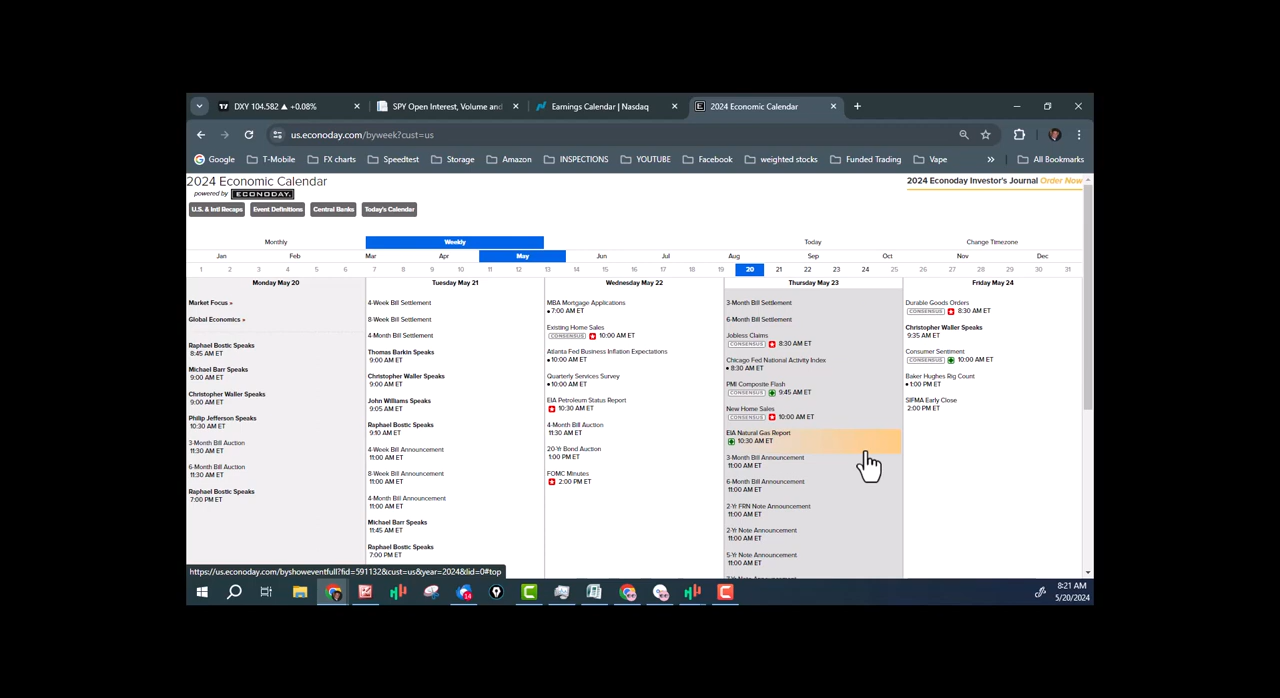 DXY 104.582 ▲ +0.08%
SPY Open Interest, Volume and
Earnings Calendar | Nasdaq
2024 Economic Calendar
us.econoday.com/byweek?cust=us
Google T-Mobile FX charts Speedtest Storage Amazon INSPECTIONS YOUTUBE Facebook weighted stocks Funded Trading Vape » All Bookmarks
2024 Economic Calendar
powered by ECONODAY
2024 Econoday Investor's Journal Order Now
U.S. & Intl Recaps Event Definitions Central Banks Today's Calendar
Monthly Weekly Today Change Timezone
Jan Feb Mar Apr May Jun Jul Aug Sep Oct Nov Dec
1 2 3 4 5 6 7 8 9 10 11 12 13 14 15 16 17 18 19 20 21 22 23 24 25 26 27 28 29 30 31
Monday May 20
Market Focus »
Global Economics »
Raphael Bostic Speaks
8:45 AM ET
Michael Barr Speaks
9:00 AM ET
Christopher Waller Speaks
9:00 AM ET
Philip Jefferson Speaks
10:30 AM ET
3-Month Bill Auction
11:30 AM ET
6-Month Bill Auction
11:30 AM ET
Raphael Bostic Speaks
7:00 PM ET
Tuesday May 21
4-Week Bill Settlement
8-Week Bill Settlement
4-Month Bill Settlement
Thomas Barkin Speaks
9:00 AM ET
Christopher Waller Speaks
9:00 AM ET
John Williams Speaks
9:05 AM ET
Raphael Bostic Speaks
9:10 AM ET
4-Week Bill Announcement
11:00 AM ET
8-Week Bill Announcement
11:00 AM ET
4-Month Bill Announcement
11:00 AM ET
Michael Barr Speaks
11:45 AM ET
Raphael Bostic Speaks
7:00 PM ET
Wednesday May 22
MBA Mortgage Applications
7:00 AM ET
Existing Home Sales
CONSENSUS 10:00 AM ET
Atlanta Fed Business Inflation Expectations
10:00 AM ET
Quarterly Services Survey
10:00 AM ET
EIA Petroleum Status Report
10:30 AM ET
4-Month Bill Auction
11:30 AM ET
20-Yr Bond Auction
1:00 PM ET
FOMC Minutes
2:00 PM ET
Thursday May 23
3-Month Bill Settlement
6-Month Bill Settlement
Jobless Claims
CONSENSUS 8:30 AM ET
Chicago Fed National Activity Index
8:30 AM ET
PMI Composite Flash
CONSENSUS 9:45 AM ET
New Home Sales
CONSENSUS 10:00 AM ET
EIA Natural Gas Report
10:30 AM ET
3-Month Bill Announcement
11:00 AM ET
6-Month Bill Announcement
11:00 AM ET
2-Yr FRN Note Announcement
11:00 AM ET
2-Yr Note Announcement
11:00 AM ET
5-Yr Note Announcement
11:00 AM ET
Friday May 24
Durable Goods Orders
CONSENSUS 8:30 AM ET
Christopher Waller Speaks
9:35 AM ET
Consumer Sentiment
CONSENSUS 10:00 AM ET
Baker Hughes Rig Count
1:00 PM ET
SIFMA Early Close
2:00 PM ET
https://us.econoday.com/byshoweventfull?fid=591132&cust=us&year=2024&lid=0#top
14
8:21 AM
5/20/2024